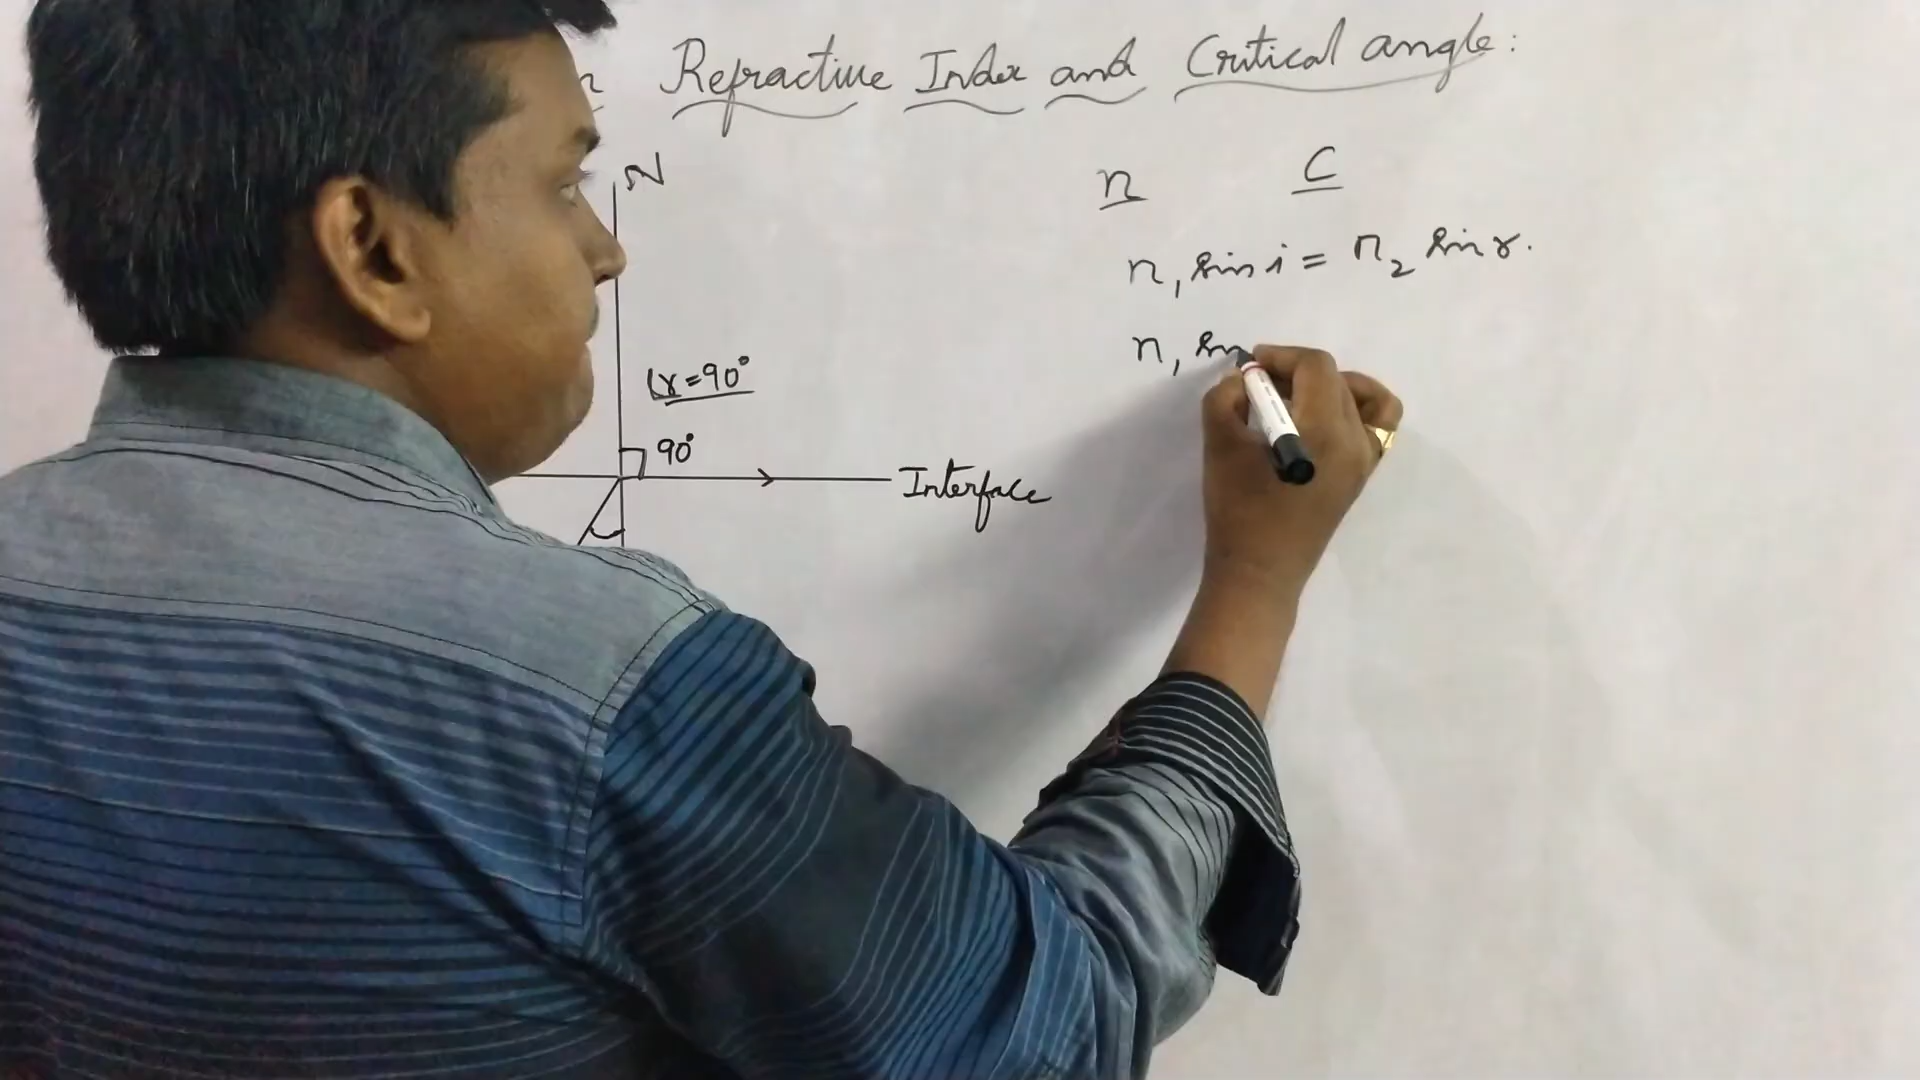 Refractive Index and Critical angle:
N
n C
n₁ sin i = n₂ sin r.
n₁ sin
∠r = 90°
90°
Interface